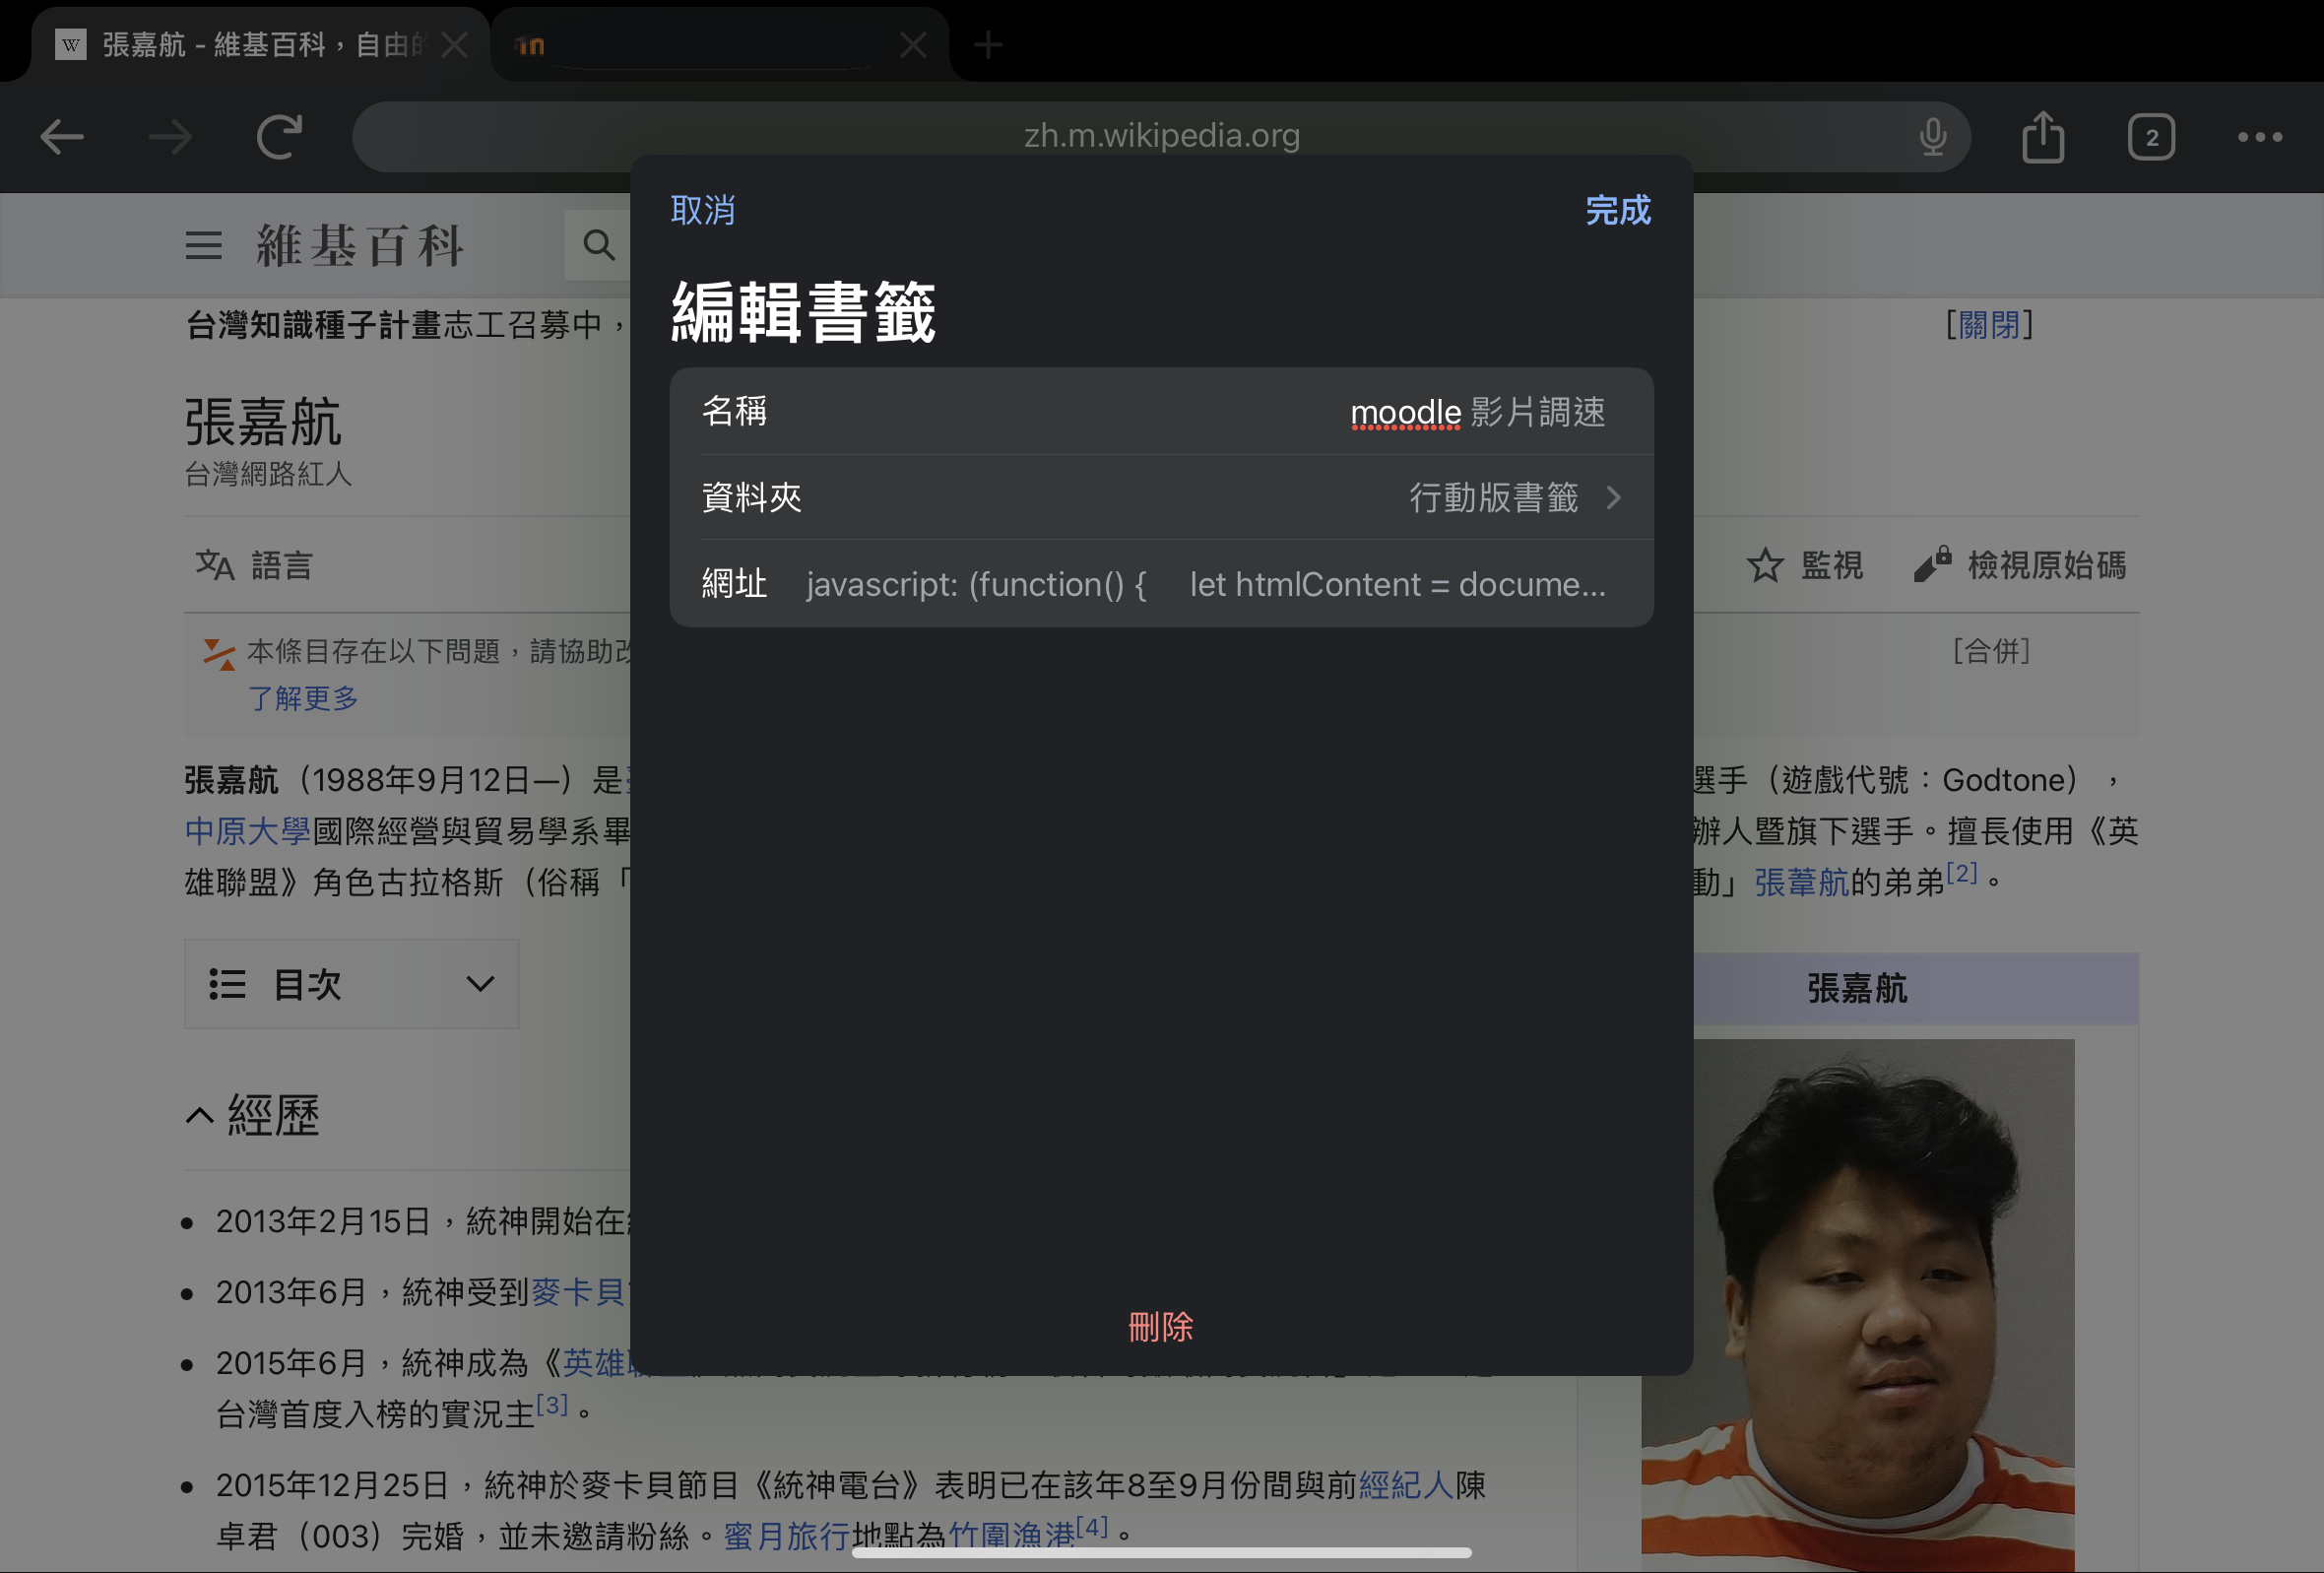 張嘉航 - 維基百科，自由的
zh.m.wikipedia.org
2
取消
完成
編輯書籤
名稱
moodle 影片調速
資料夾
行動版書籤
網址
javascript: (function() { let htmlContent = docume...
刪除
維基百科
台灣知識種子計畫志工召募中，
[關閉]
張嘉航
台灣網路紅人
語言
監視
檢視原始碼
本條目存在以下問題，請協助
[合併]
了解更多
張嘉航（1988年9月12日—）是
選手（遊戲代號：Godtone），
中原大學國際經營與貿易學系畢
辦人暨旗下選手。擅長使用《英
雄聯盟》角色古拉格斯（俗稱「
動」張葦航的弟弟[2]。
目次
張嘉航
經歷
2013年2月15日，統神開始在
2013年6月，統神受到麥卡貝
2015年6月，統神成為《英雄
台灣首度入榜的實況主[3]。
2015年12月25日，統神於麥卡貝節目《統神電台》表明已在該年8至9月份間與前經紀人陳
卓君（003）完婚，並未邀請粉絲。蜜月旅行地點為竹圍漁港[4]。